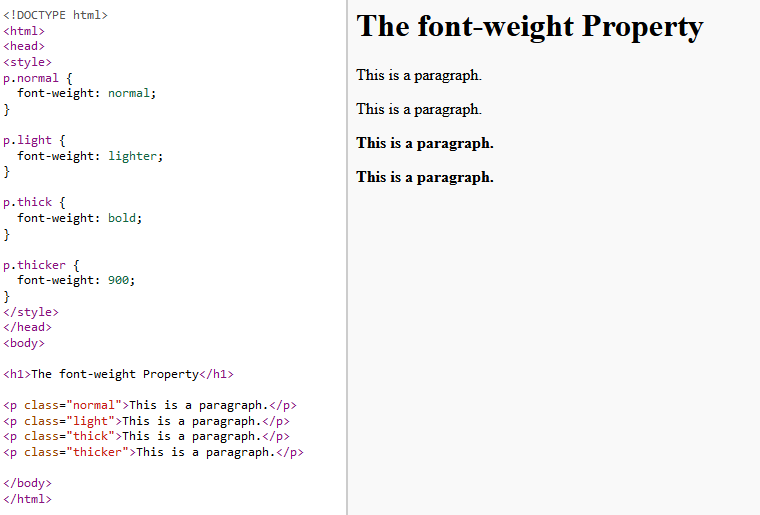 <!DOCTYPE html>
<html>
<head>
<style>
p.normal {
  font-weight: normal;
}

p.light {
  font-weight: lighter;
}

p.thick {
  font-weight: bold;
}

p.thicker {
  font-weight: 900;
}
</style>
</head>
<body>

<h1>The font-weight Property</h1>

<p class="normal">This is a paragraph.</p>
<p class="light">This is a paragraph.</p>
<p class="thick">This is a paragraph.</p>
<p class="thicker">This is a paragraph.</p>

</body>
</html>
The font-weight Property
This is a paragraph.
This is a paragraph.
This is a paragraph.
This is a paragraph.